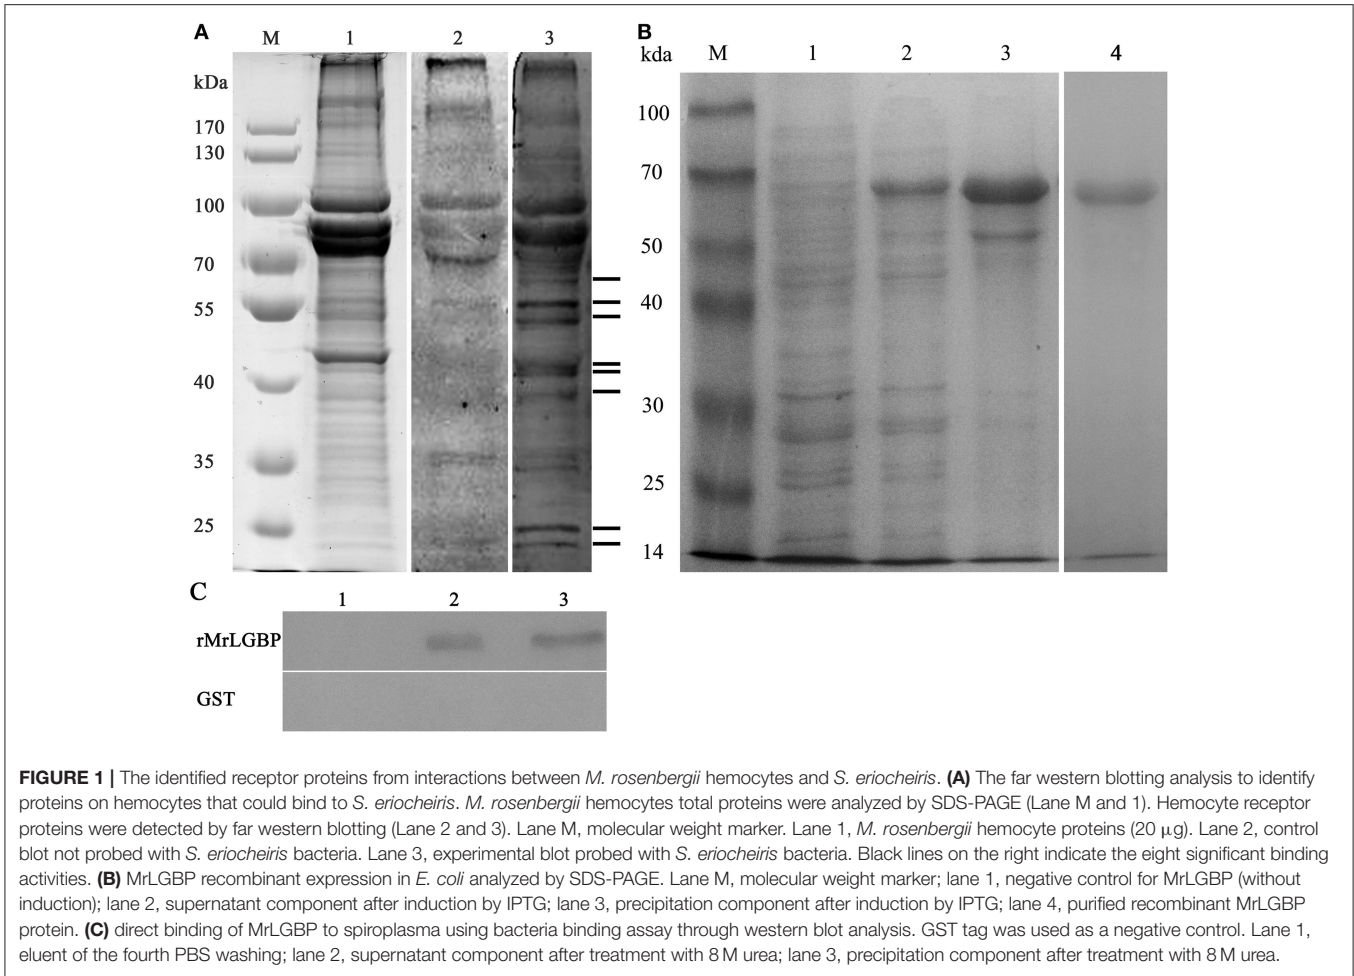 A
M 1 2 3
kDa
170
130
100
70
55
40
35
25
B
kda M 1 2 3 4
100
70
50
40
30
25
14
C
1 2 3
rMrLGBP
GST
FIGURE 1 | The identified receptor proteins from interactions between M. rosenbergii hemocytes and S. eriocheiris. (A) The far western blotting analysis to identify
proteins on hemocytes that could bind to S. eriocheiris. M. rosenbergii hemocytes total proteins were analyzed by SDS-PAGE (Lane M and 1). Hemocyte receptor
proteins were detected by far western blotting (Lane 2 and 3). Lane M, molecular weight marker. Lane 1, M. rosenbergii hemocyte proteins (20 μg). Lane 2, control
blot not probed with S. eriocheiris bacteria. Lane 3, experimental blot probed with S. eriocheiris bacteria. Black lines on the right indicate the eight significant binding
activities. (B) MrLGBP recombinant expression in E. coli analyzed by SDS-PAGE. Lane M, molecular weight marker; lane 1, negative control for MrLGBP (without
induction); lane 2, supernatant component after induction by IPTG; lane 3, precipitation component after induction by IPTG; lane 4, purified recombinant MrLGBP
protein. (C) direct binding of MrLGBP to spiroplasma using bacteria binding assay through western blot analysis. GST tag was used as a negative control. Lane 1,
eluent of the fourth PBS washing; lane 2, supernatant component after treatment with 8 M urea; lane 3, precipitation component after treatment with 8 M urea.